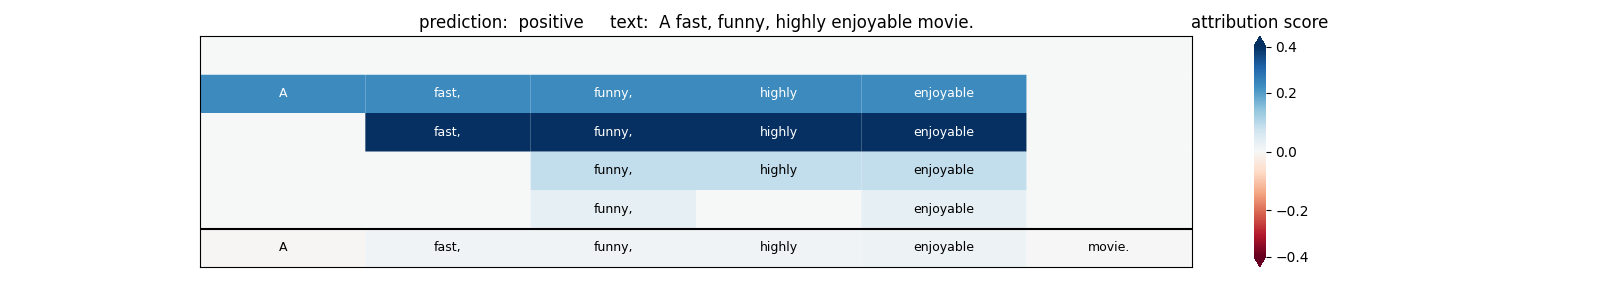 prediction:  positive     text:  A fast, funny, highly enjoyable movie.
attribution score
A fast, funny, highly enjoyable
fast, funny, highly enjoyable
funny, highly enjoyable
funny, enjoyable
A fast, funny, highly enjoyable movie.
0.4
0.2
0.0
−0.2
−0.4